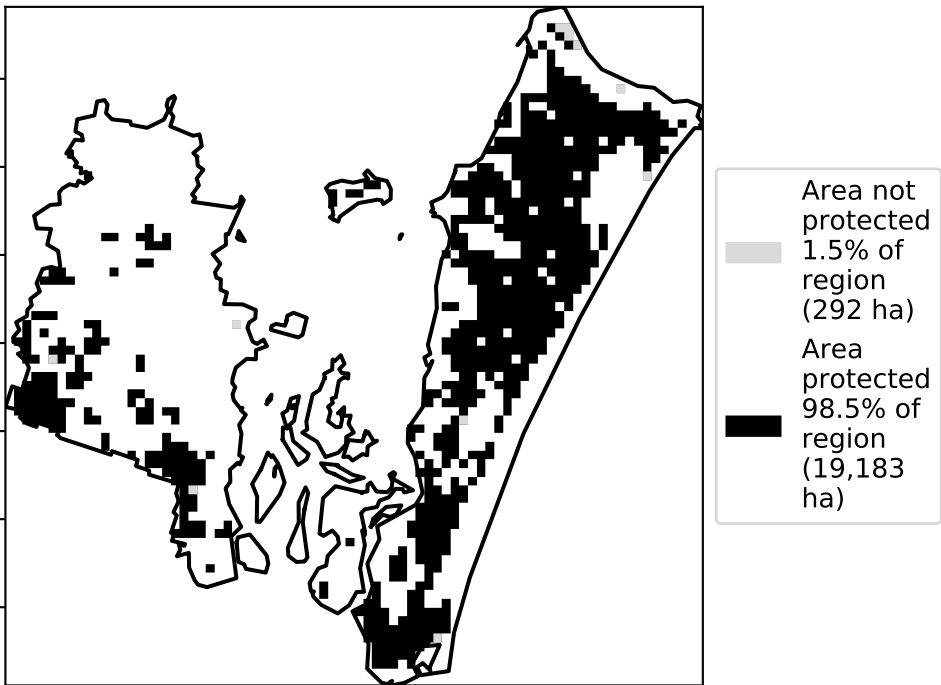 Area not
protected
1.5% of
region
(292 ha)
Area
protected
98.5% of
region
(19,183
ha)